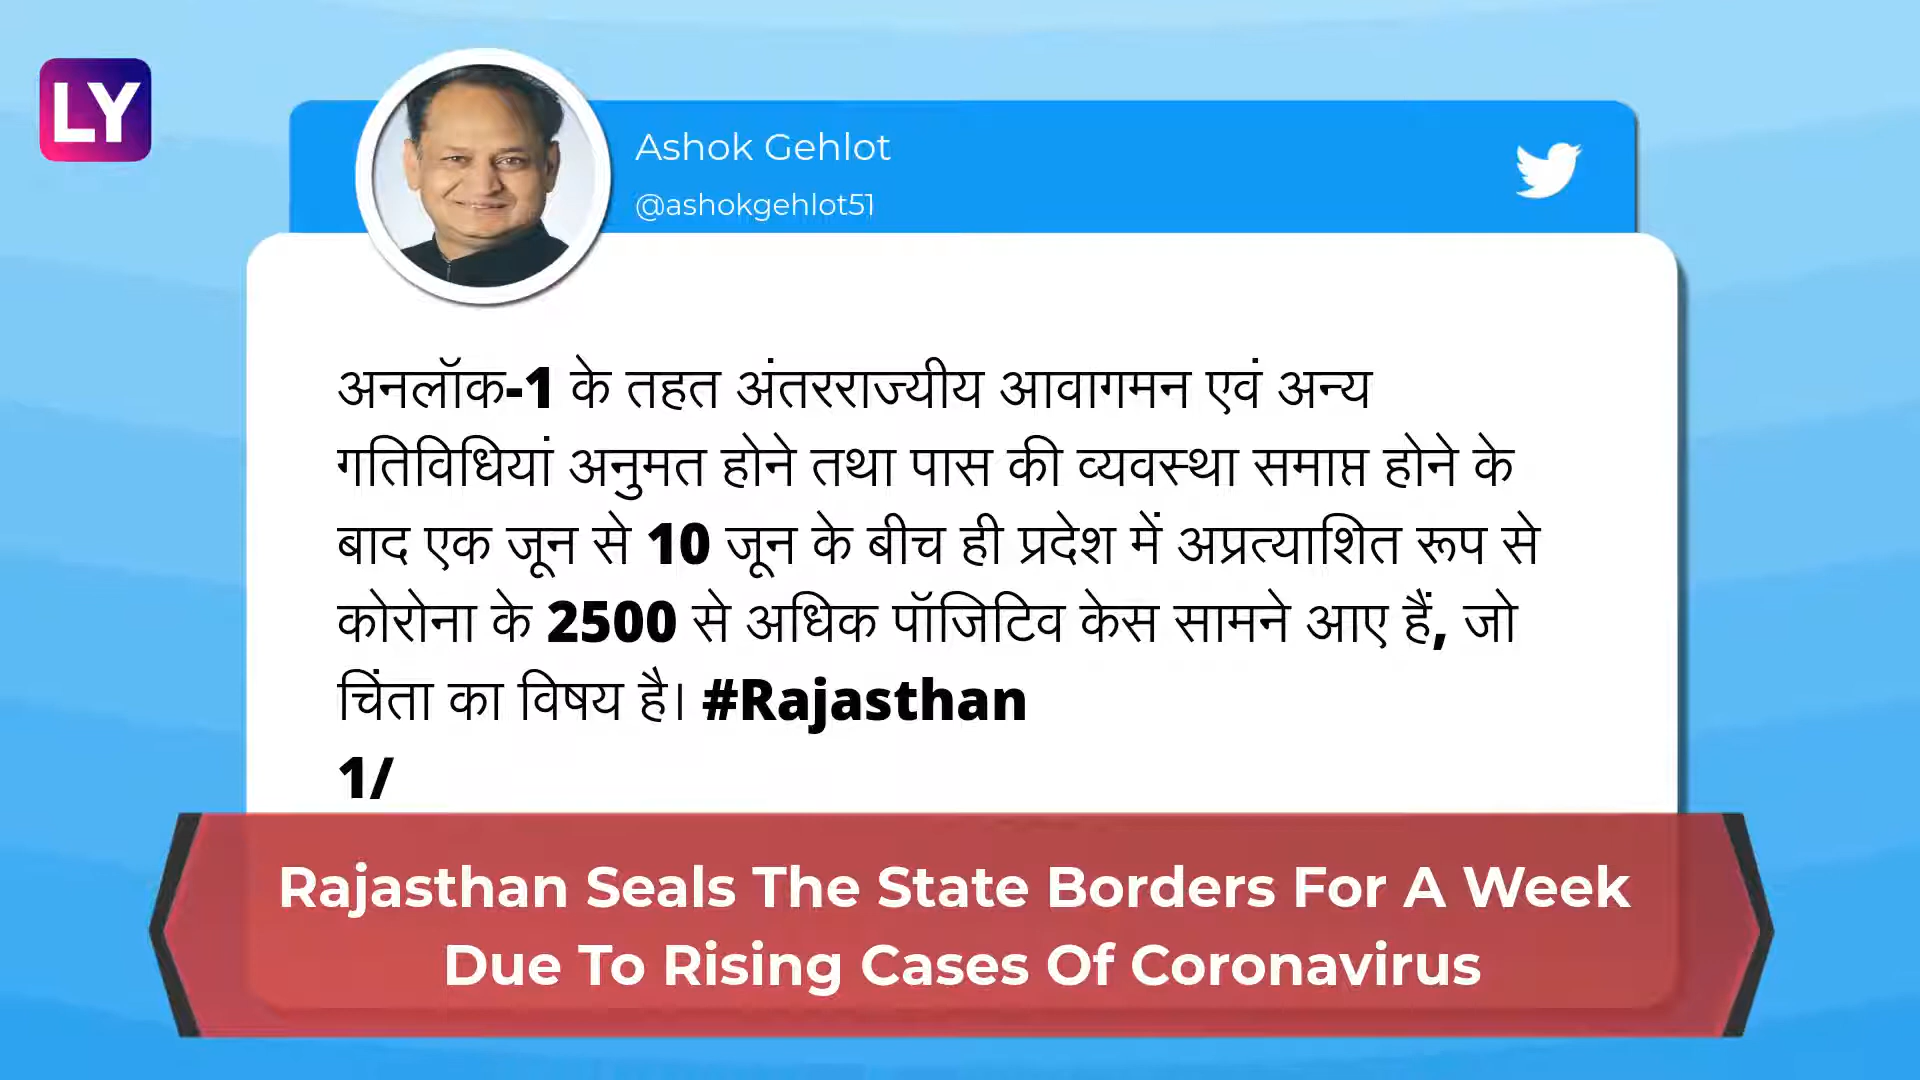 LY
Ashok Gehlot
@ashokgehlot51
अनलॉक-1 के तहत अंतरराज्यीय आवागमन एवं अन्य
गतिविधियां अनुमत होने तथा पास की व्यवस्था समाप्त होने के
बाद एक जून से 10 जून के बीच ही प्रदेश में अप्रत्याशित रूप से
कोरोना के 2500 से अधिक पॉजिटिव केस सामने आए हैं, जो
चिंता का विषय है। #Rajasthan
1/
Rajasthan Seals The State Borders For A Week
Due To Rising Cases Of Coronavirus